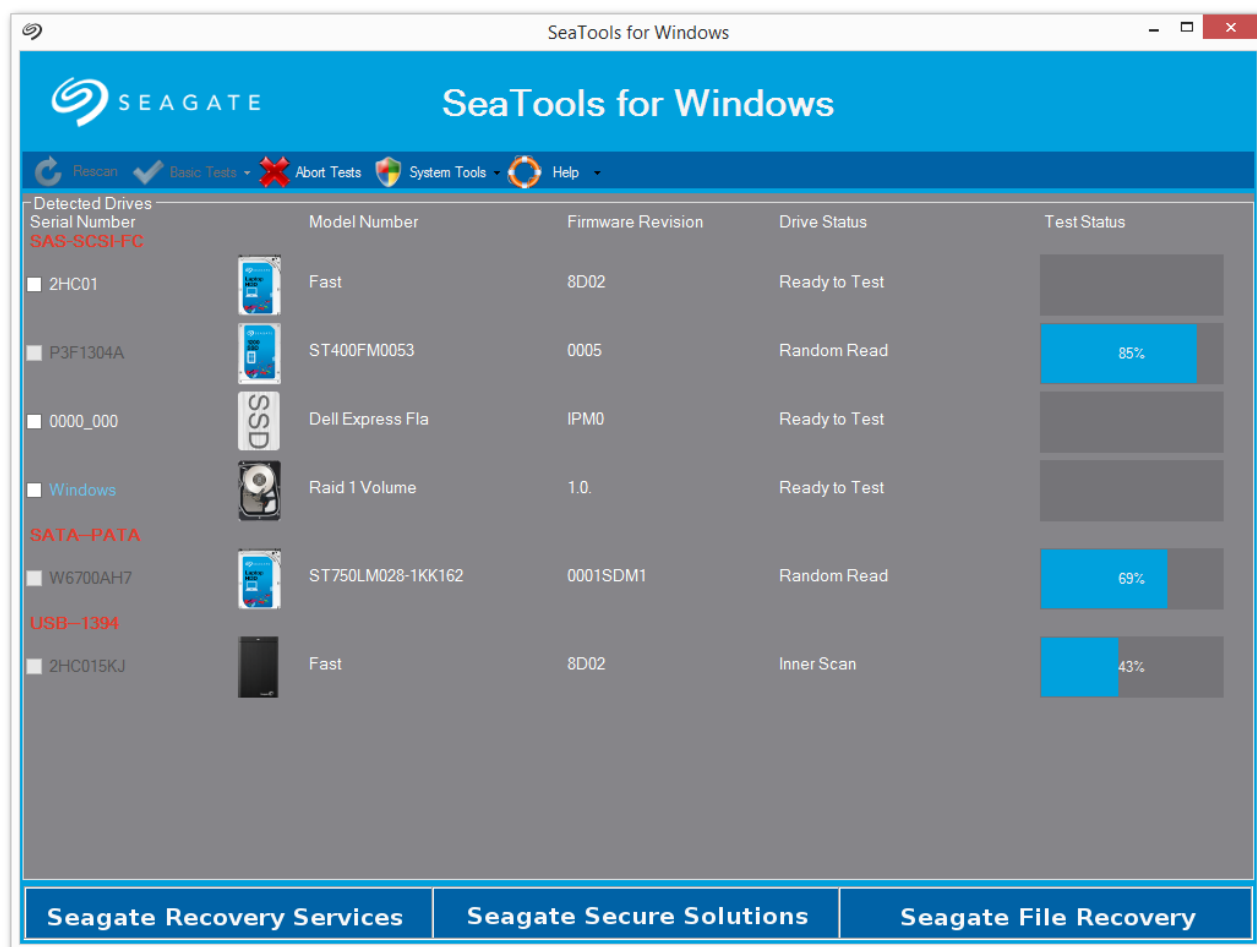 SeaTools for Windows
SEAGATE
SeaTools for Windows
Rescan Basic Tests Abort Tests System Tools Help
Detected Drives
Serial Number Model Number Firmware Revision Drive Status Test Status
SAS-SCSI-FC
2HC01 Fast 8D02 Ready to Test
P3F1304A ST400FM0053 0005 Random Read 85%
0000_000 SSD Dell Express Fla IPM0 Ready to Test
Windows Raid 1 Volume 1.0. Ready to Test
SATA--PATA
W6700AH7 ST750LM028-1KK162 0001SDM1 Random Read 69%
USB--1394
2HC015KJ Fast 8D02 Inner Scan 43%
Seagate Recovery Services Seagate Secure Solutions Seagate File Recovery